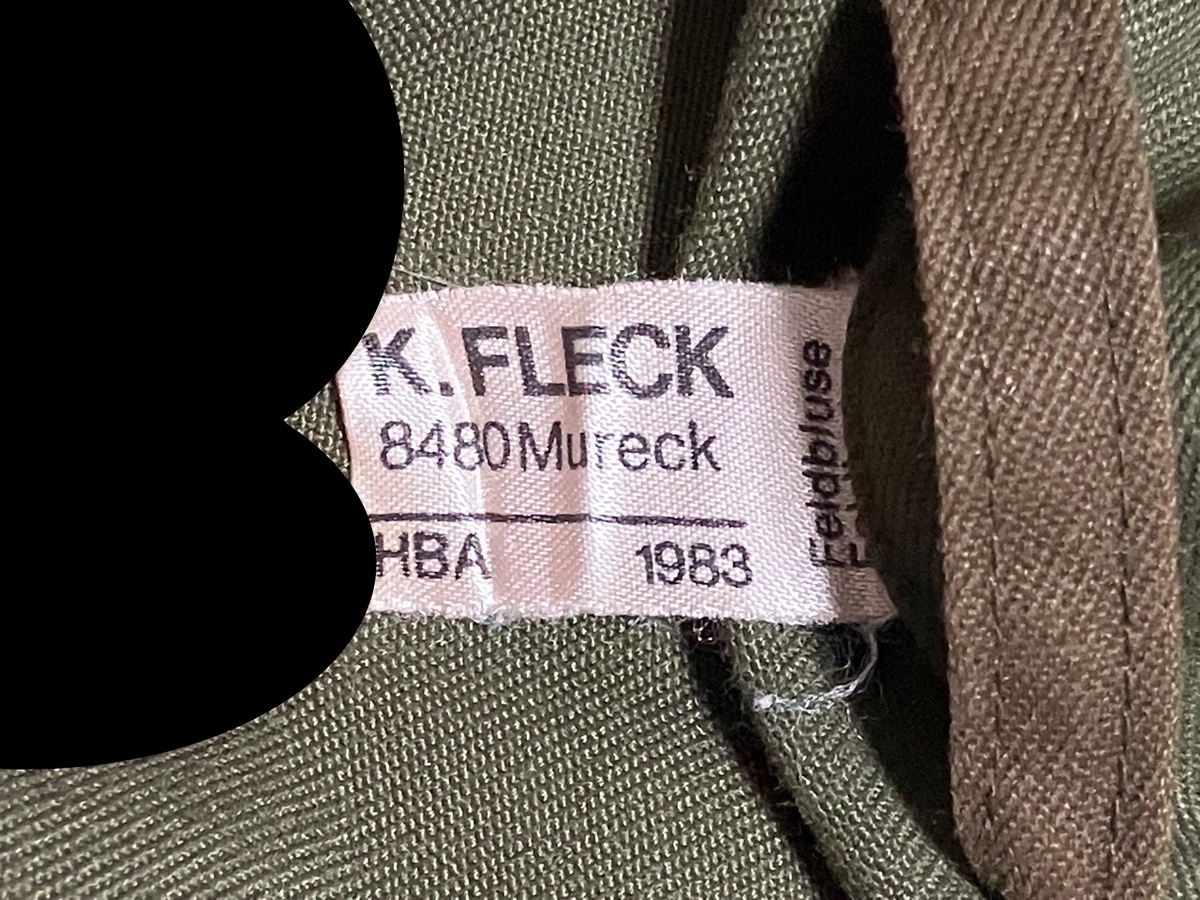 K. FLECK
8480 Mureck
HBA 1983
Feldbluse